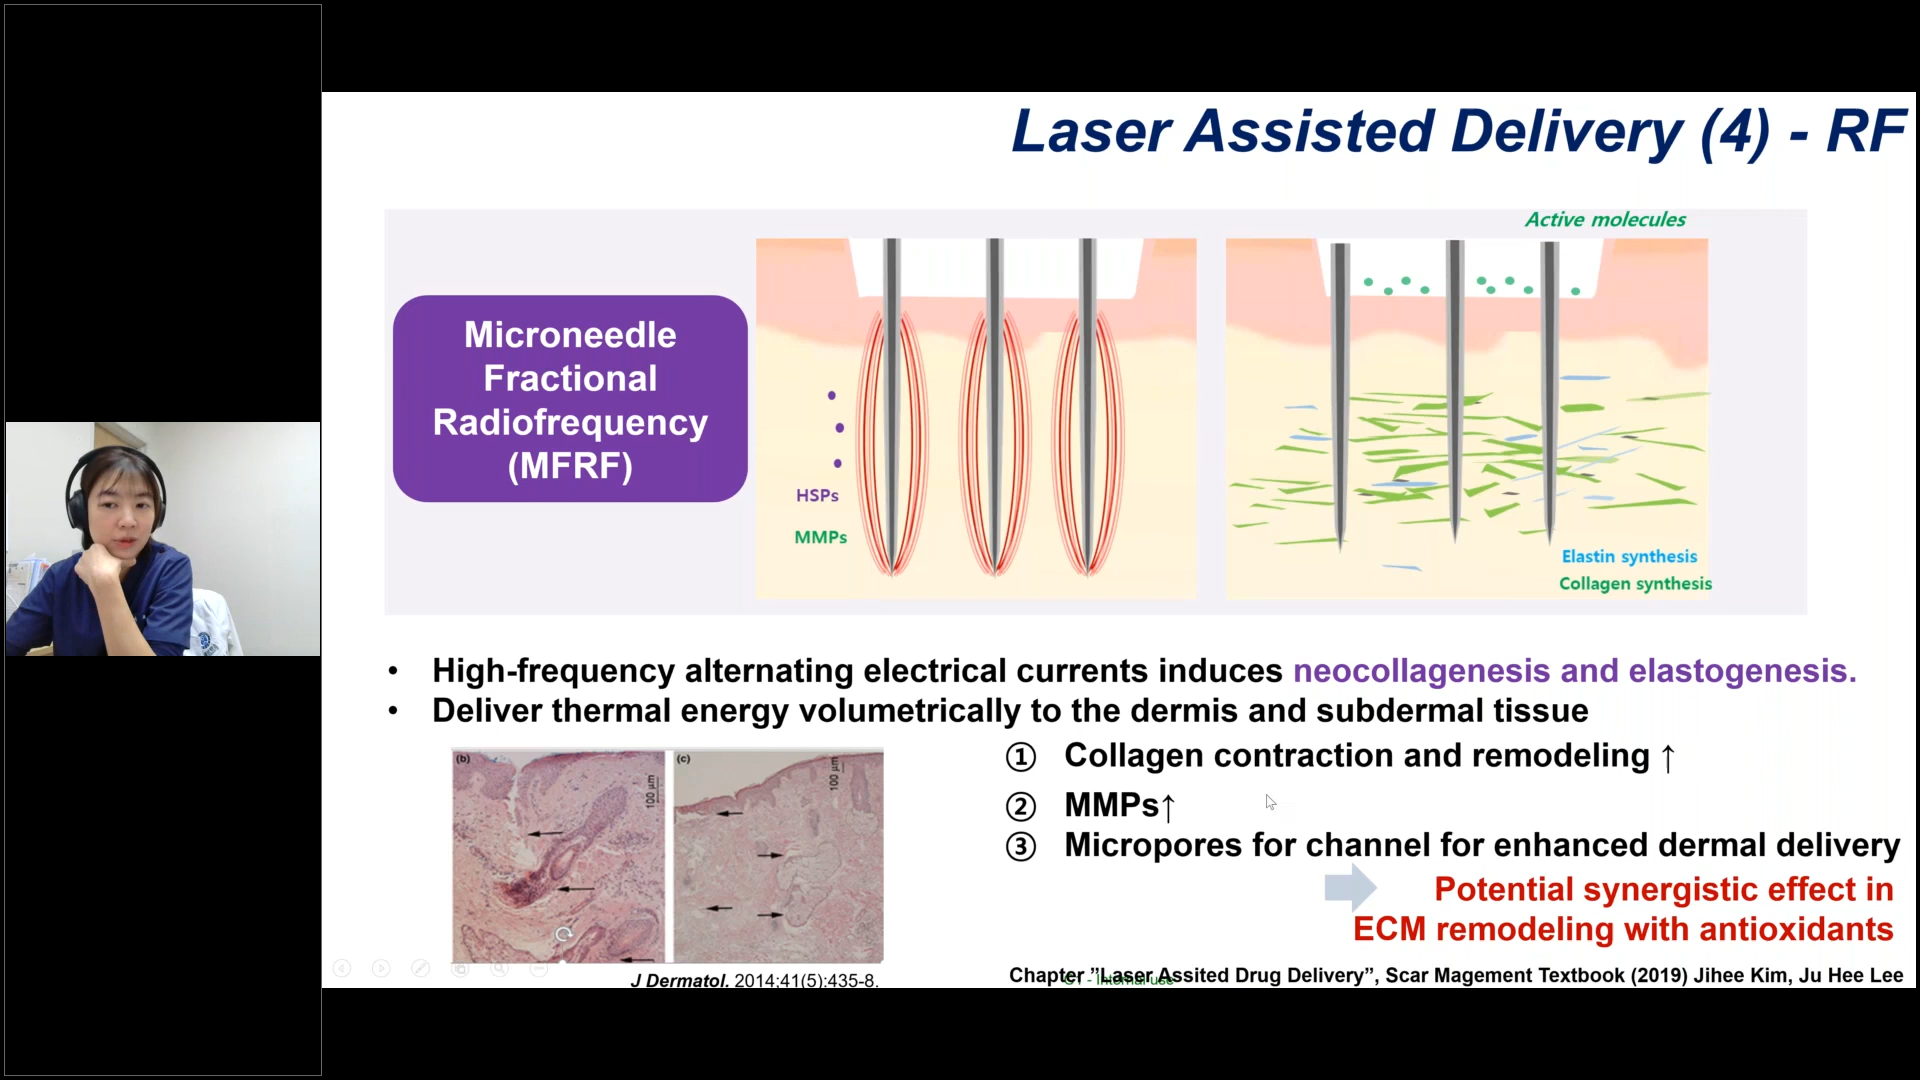 Laser Assisted Delivery (4) - RF
Active molecules
Microneedle
Fractional
Radiofrequency
(MFRF)
HSPs
MMPs
Elastin synthesis
Collagen synthesis
• High-frequency alternating electrical currents induces neocollagenesis and elastogenesis.
• Deliver thermal energy volumetrically to the dermis and subdermal tissue
(b)
100 µm
(c)
100 µm
① Collagen contraction and remodeling ↑
② MMPs↑
③ Micropores for channel for enhanced dermal delivery
Potential synergistic effect in
ECM remodeling with antioxidants
J Dermatol. 2014;41(5):435-8.
Chapter ”Laser Assited Drug Delivery”, Scar Magement Textbook (2019) Jihee Kim, Ju Hee Lee
- Internal use